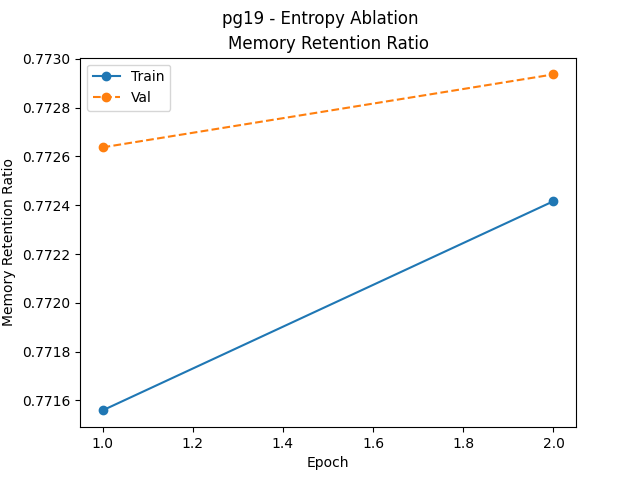 pg19 - Entropy Ablation
Memory Retention Ratio
Train
Val
Memory Retention Ratio
0.7730
0.7728
0.7726
0.7724
0.7722
0.7720
0.7718
0.7716
1.0 1.2 1.4 1.6 1.8 2.0
Epoch